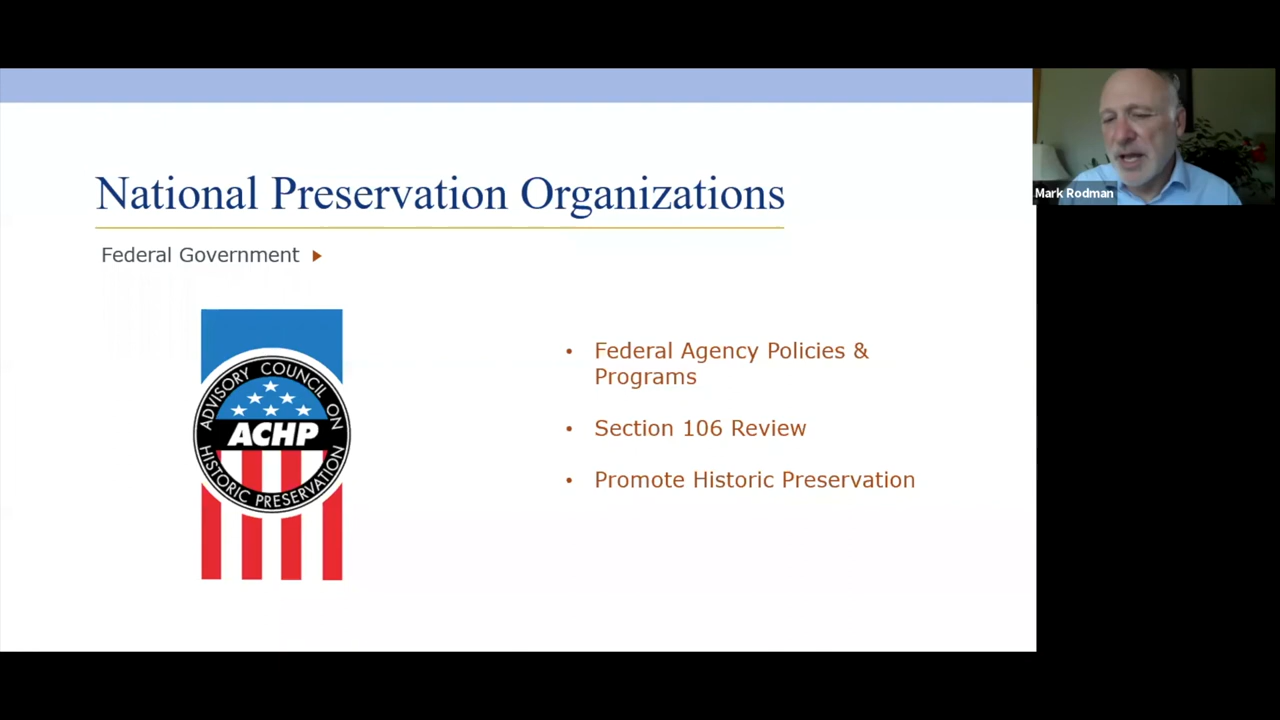 National Preservation Organizations
Federal Government
ADVISORY COUNCIL ON
ACHP
HISTORIC PRESERVATION
• Federal Agency Policies &
Programs
• Section 106 Review
• Promote Historic Preservation
Mark Rodman